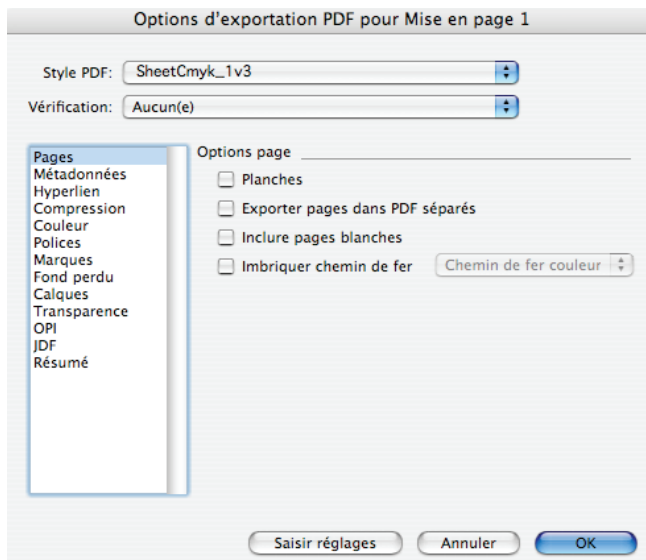 Options d'exportation PDF pour Mise en page 1
Style PDF: SheetCmyk_1v3
Vérification: Aucun(e)
Pages
Métadonnées
Hyperlien
Compression
Couleur
Polices
Marques
Fond perdu
Calques
Transparence
OPI
JDF
Résumé
Options page
Planches
Exporter pages dans PDF séparés
Inclure pages blanches
Imbriquer chemin de fer Chemin de fer couleur
Saisir réglages Annuler OK